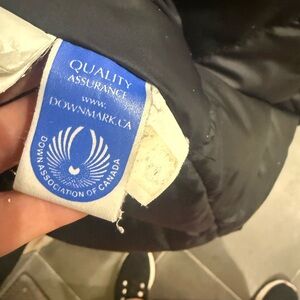 QUALITY
ASSURANCE
www.
DOWNMARK.CA
DOWN ASSOCIATION OF CANADA